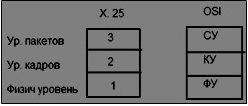 X. 25 OSI
Ур. пакетов 3 СУ
Ур. кадров 2 КУ
Физич уровень 1 ФУ